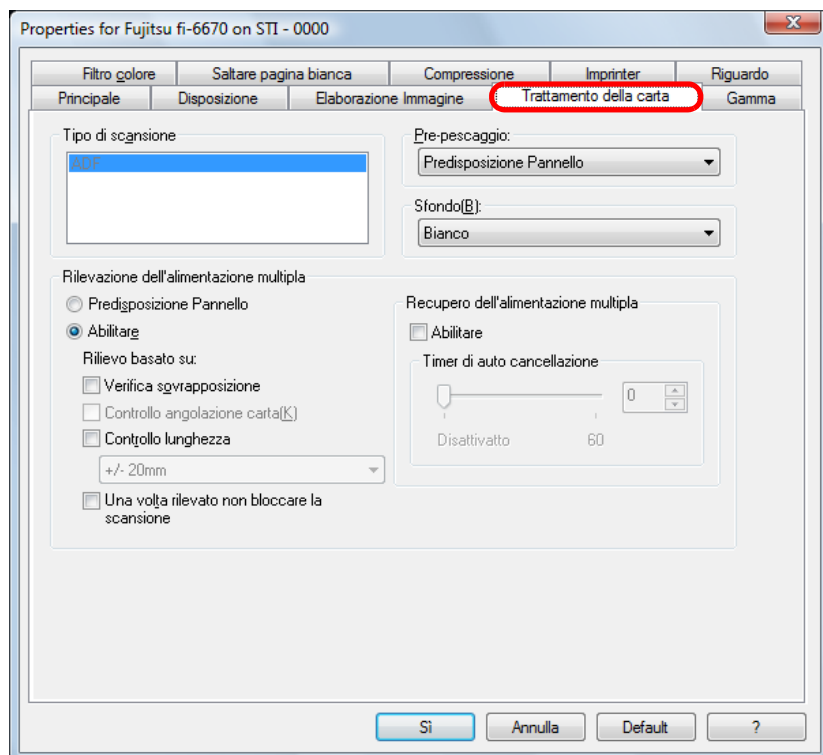 Properties for Fujitsu fi-6670 on STI - 0000
Filtro colore
Saltare pagina bianca
Compressione
Imprinter
Riguardo
Principale
Disposizione
Elaborazione Immagine
Trattamento della carta
Gamma
Tipo di scansione
ADF
Pre-pescaggio:
Predisposizione Pannello
Sfondo(B):
Bianco
Rilevazione dell'alimentazione multipla
Predisposizione Pannello
Abilitare
Rilievo basato su:
Verifica sovrapposizione
Controllo angolazione carta(K)
Controllo lunghezza
+/- 20mm
Una volta rilevato non bloccare la
scansione
Recupero dell'alimentazione multipla
Abilitare
Timer di auto cancellazione
0
Disattivatto
60
Sì
Annulla
Default
?